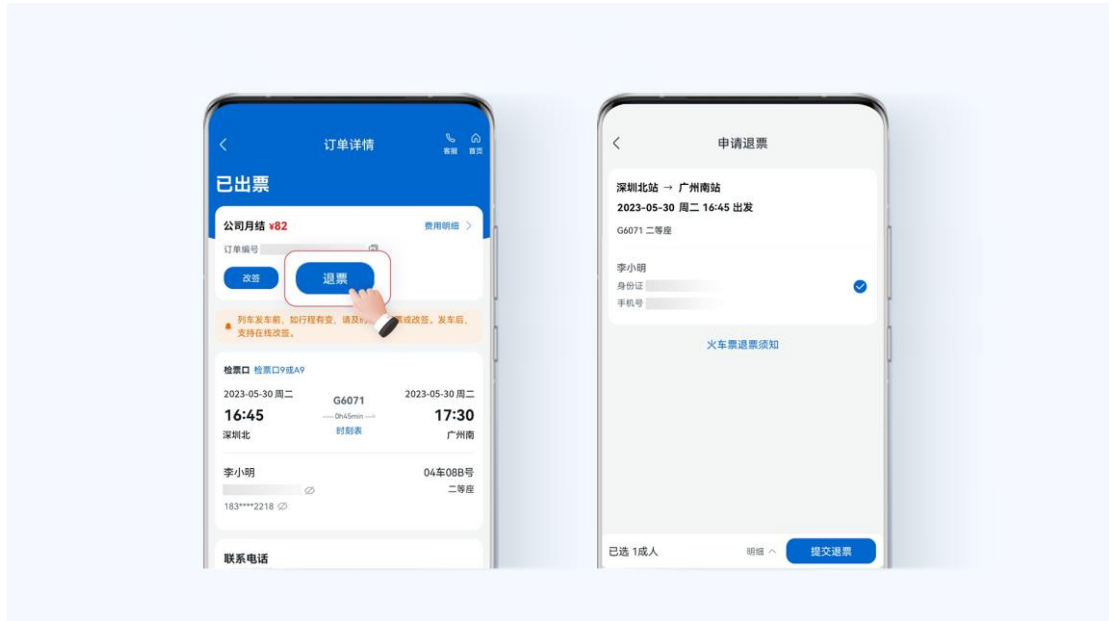 订单详情
客服 首页
已出票
公司月结 ¥82
费用明细 >
订单编号
改签
退票
列车发车前,如行程有变,请及时 票或改签。发车后,
支持在线改签。
检票口 检票口9或A9
2023-05-30 周二
G6071
2023-05-30 周二
16:45
0h45min
17:30
深圳北
时刻表
广州南
李小明
04车08B号
二等座
183****2218
联系电话
申请退票
深圳北站 → 广州南站
2023-05-30 周二 16:45 出发
G6071 二等座
李小明
身份证
手机号
火车票退票须知
已选 1成人
明细
提交退票